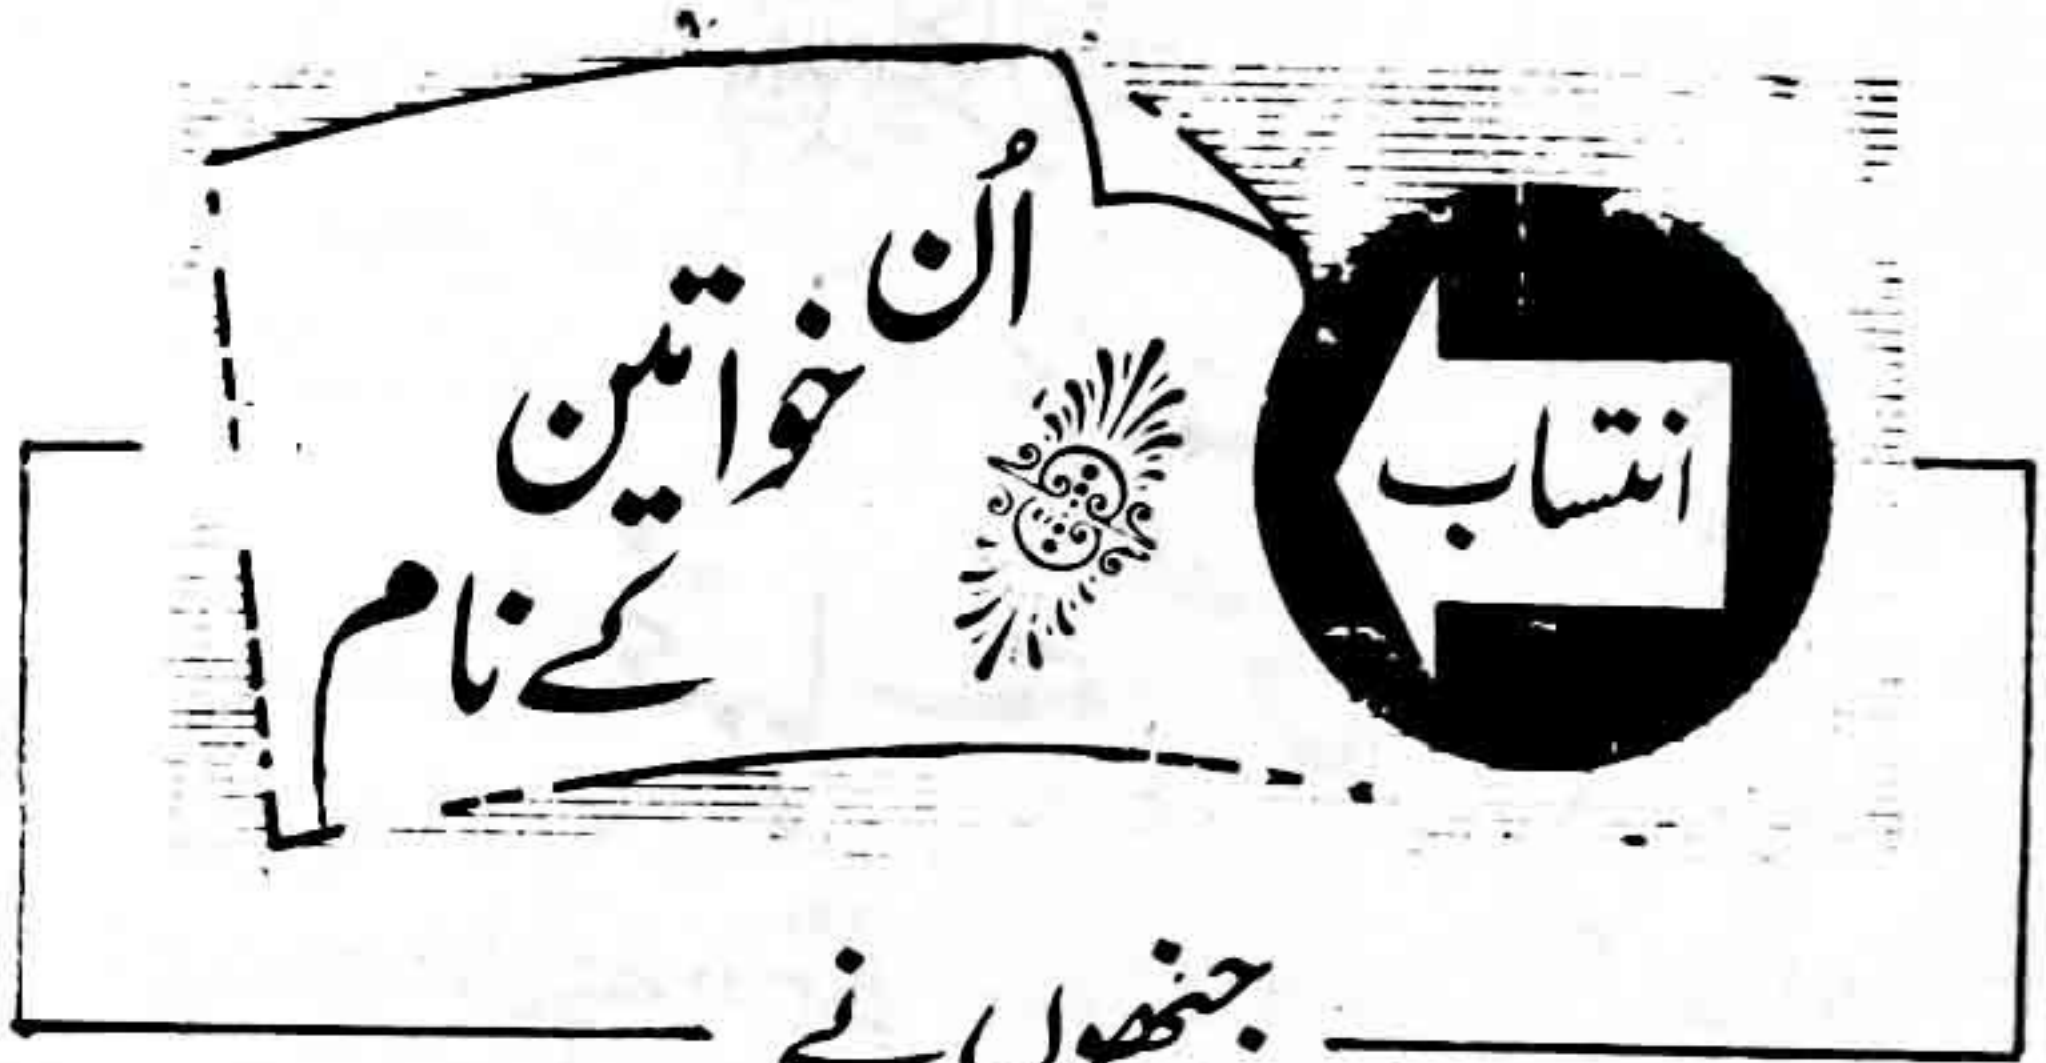 انتساب
اُن
خواتین
کے نام
جنھوں نے